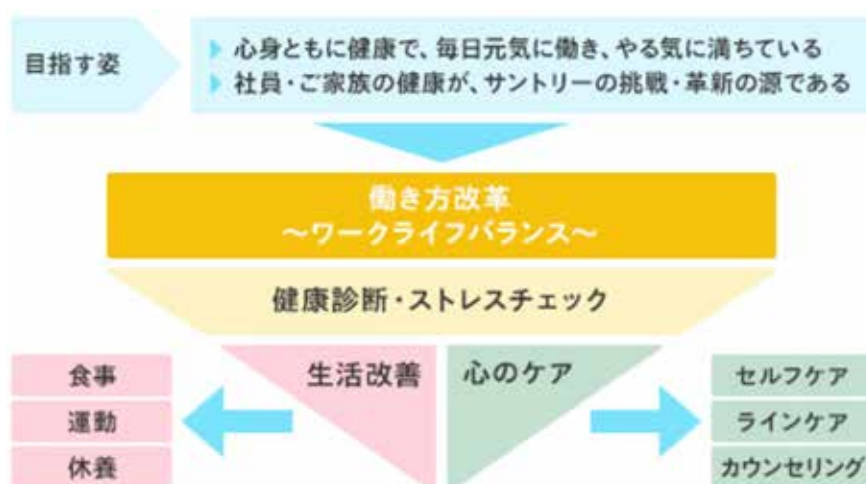 目指す姿
心身ともに健康で、毎日元気に働き、やる気に満ちている
社員・ご家族の健康が、サントリーの挑戦・革新の源である
働き方改革
～ワークライフバランス～
健康診断・ストレスチェック
生活改善
心のケア
食事
運動
休養
セルフケア
ラインケア
カウンセリング